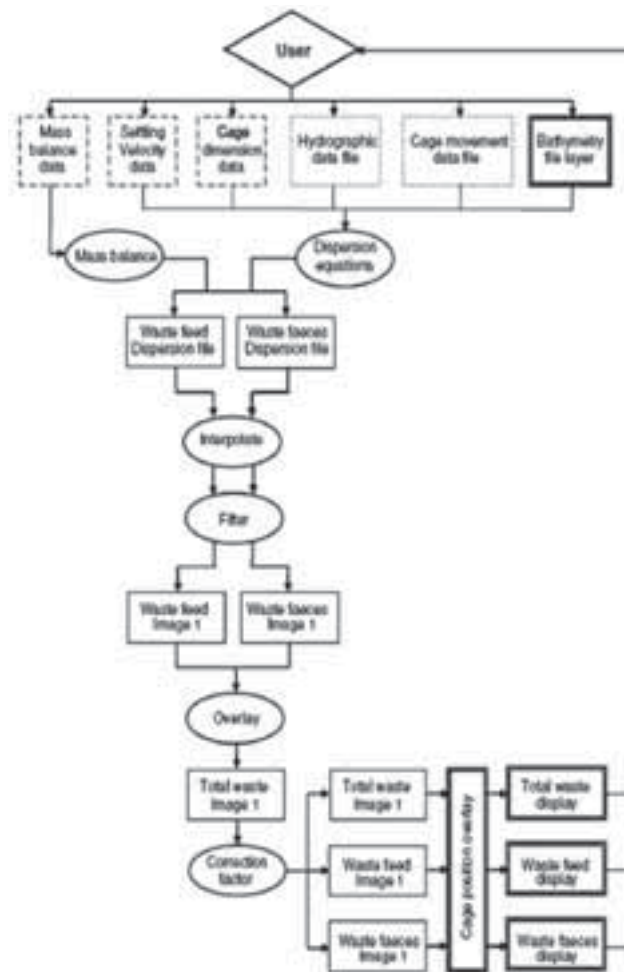 User
Mass
balance
data
Settling
Velocity
data
Cage
dimension
data
Hydrographic
data file
Cage movement
data file
Bathymetry
file layer
Mass balance
Dispersion
equations
Waste feed
Dispersion file
Waste faeces
Dispersion file
Interpolate
Filter
Waste feed
Image 1
Waste faeces
Image 1
Overlay
Total waste
Image 1
Correction
factor
Total waste
Image 1
Waste feed
Image 1
Waste faeces
Image 1
Cage position overlay
Total waste
display
Waste feed
display
Waste faeces
display